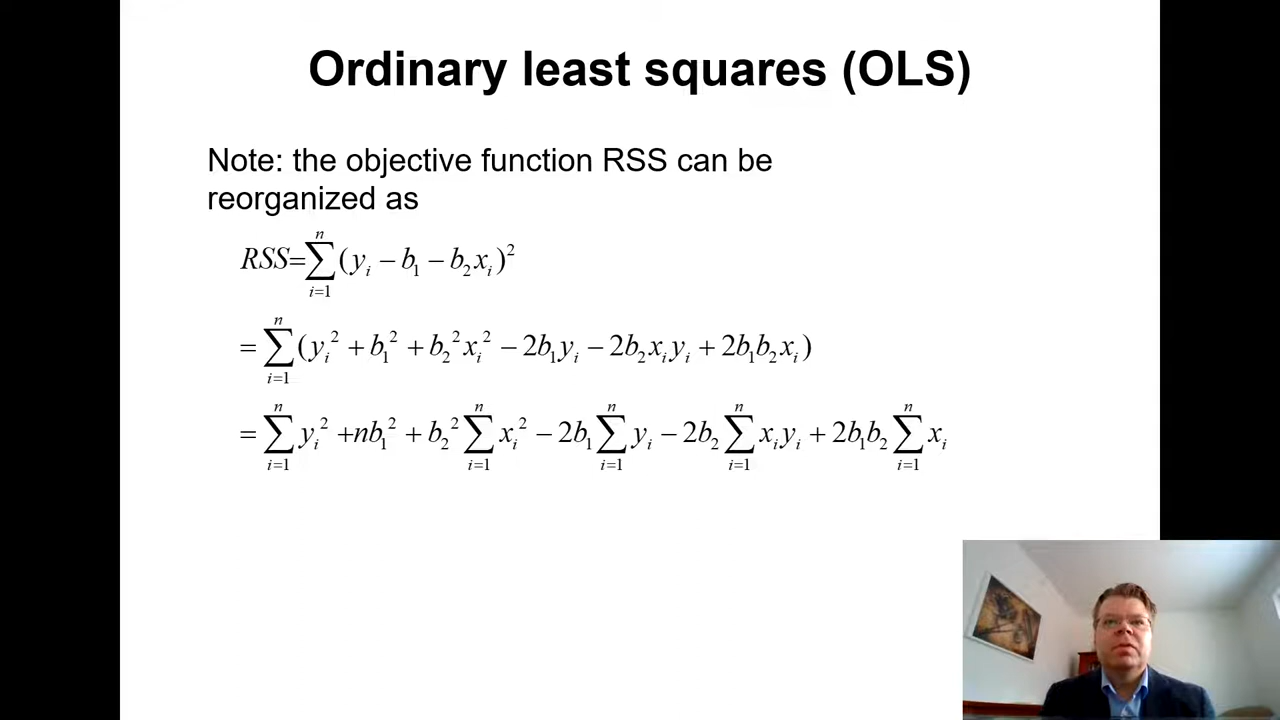 Ordinary least squares (OLS)
Note: the objective function RSS can be
reorganized as
RSS=∑_{i=1}^{n}(y_i − b_1 − b_2x_i)^2
= ∑_{i=1}^{n}(y_i^2 + b_1^2 + b_2^2x_i^2 − 2b_1y_i − 2b_2x_iy_i + 2b_1b_2x_i)
= ∑_{i=1}^{n} y_i^2 +nb_1^2 + b_2^2∑_{i=1}^{n} x_i^2 − 2b_1∑_{i=1}^{n} y_i − 2b_2∑_{i=1}^{n} x_iy_i + 2b_1b_2∑_{i=1}^{n} x_i